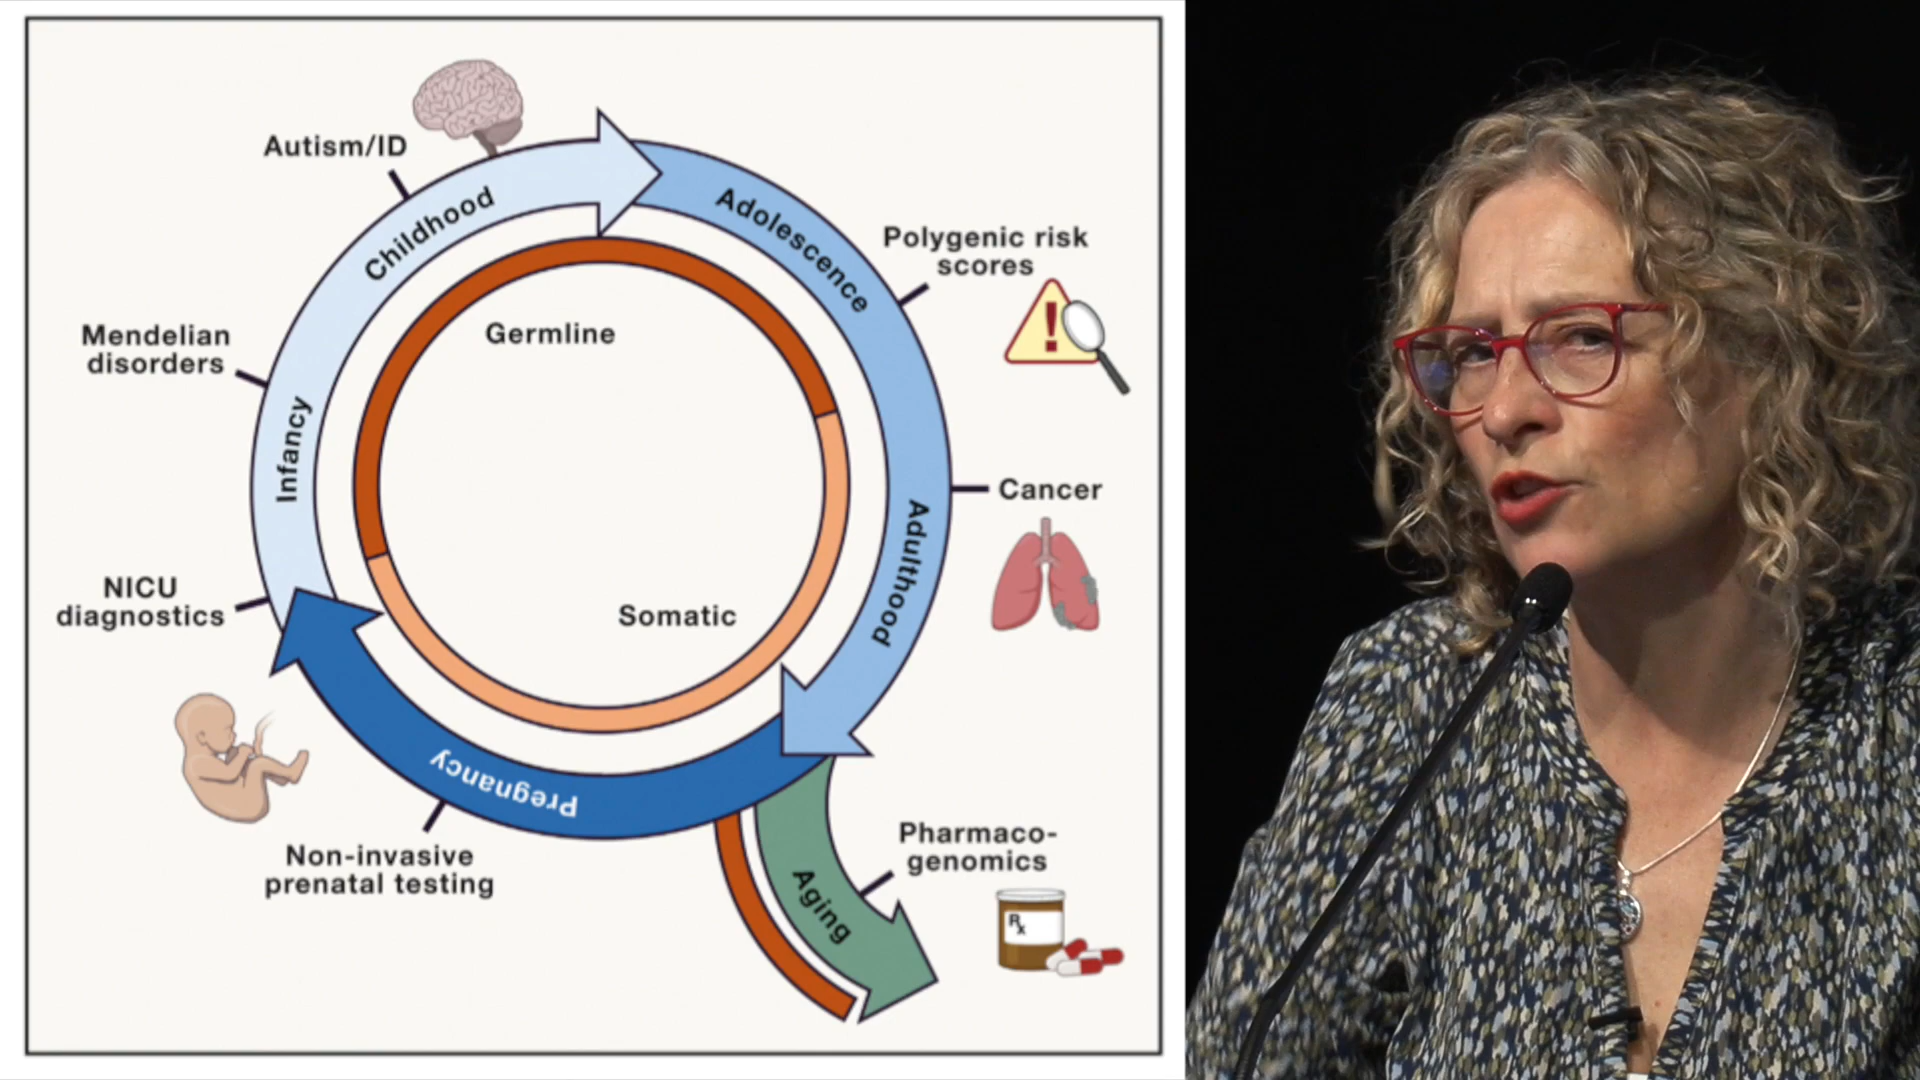 Autism/ID
Childhood
Adolescence
Polygenic risk
scores
Germline
Mendelian
disorders
Infancy
Cancer
Adulthood
NICU
diagnostics
Somatic
Pregnancy
Non-invasive
prenatal testing
Pharmaco-
genomics
Aging
Rx